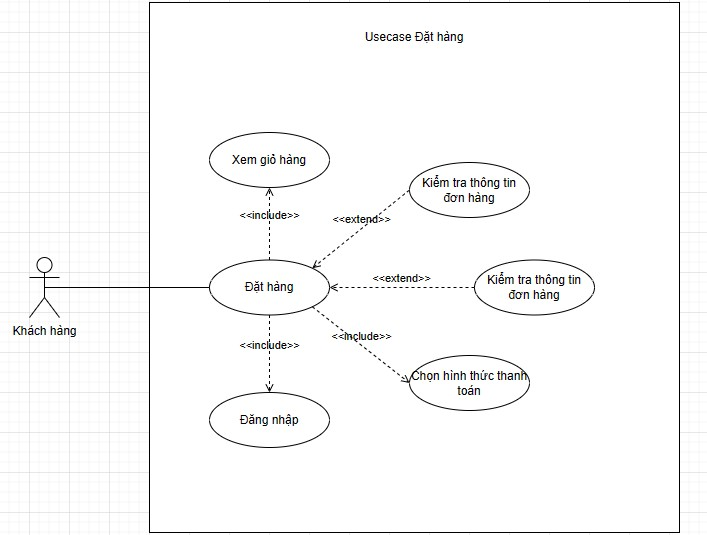 Usecase Đặt hàng
Xem giỏ hàng
Kiểm tra thông tin
đơn hàng
<<include>>
<<extend>>
Khách hàng
Đặt hàng
<<extend>>
Kiểm tra thông tin
đơn hàng
<<include>>
<<include>>
Chọn hình thức thanh
toán
Đăng nhập